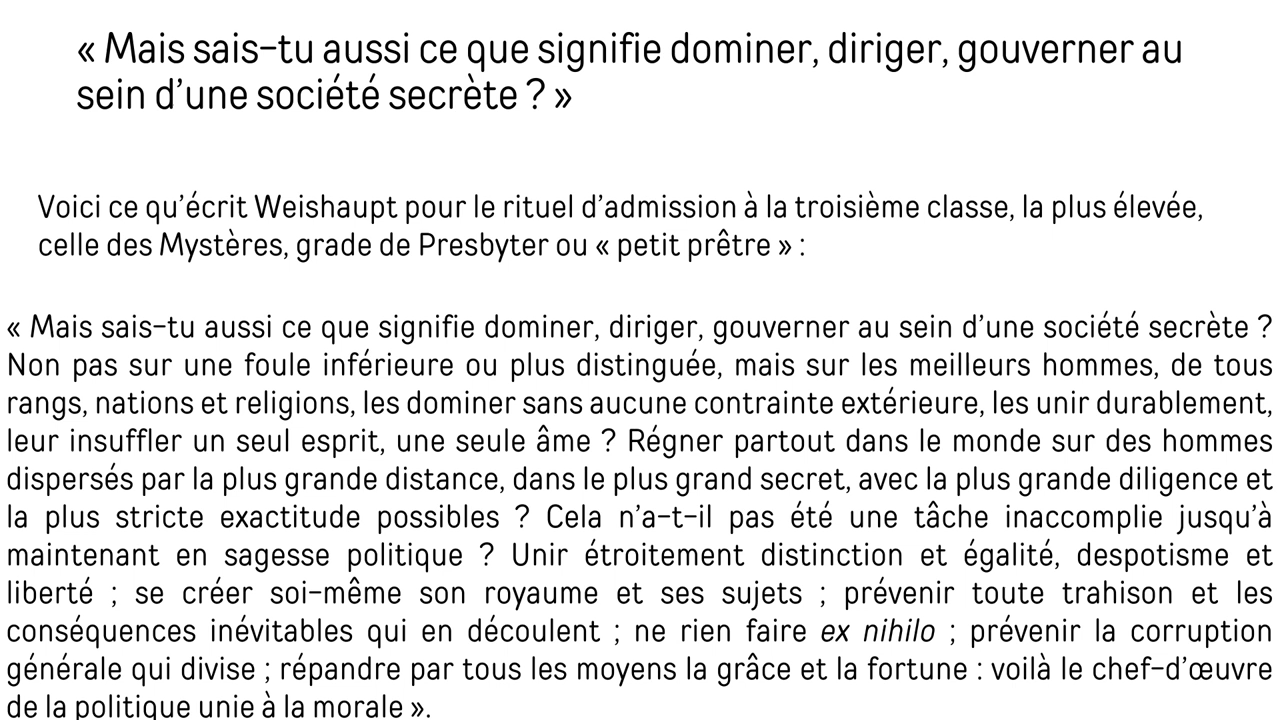 « Mais sais-tu aussi ce que signifie dominer, diriger, gouverner au
sein d’une société secrète ? »
Voici ce qu’écrit Weishaupt pour le rituel d’admission à la troisième classe, la plus élevée,
celle des Mystères, grade de Presbyter ou « petit prêtre » :
« Mais sais-tu aussi ce que signifie dominer, diriger, gouverner au sein d’une société secrète ?
Non pas sur une foule inférieure ou plus distinguée, mais sur les meilleurs hommes, de tous
rangs, nations et religions, les dominer sans aucune contrainte extérieure, les unir durablement,
leur insuffler un seul esprit, une seule âme ? Régner partout dans le monde sur des hommes
dispersés par la plus grande distance, dans le plus grand secret, avec la plus grande diligence et
la plus stricte exactitude possibles ? Cela n’a-t-il pas été une tâche inaccomplie jusqu’à
maintenant en sagesse politique ? Unir étroitement distinction et égalité, despotisme et
liberté ; se créer soi-même son royaume et ses sujets ; prévenir toute trahison et les
conséquences inévitables qui en découlent ; ne rien faire ex nihilo ; prévenir la corruption
générale qui divise ; répandre par tous les moyens la grâce et la fortune : voilà le chef-d’œuvre
de la politique unie à la morale ».